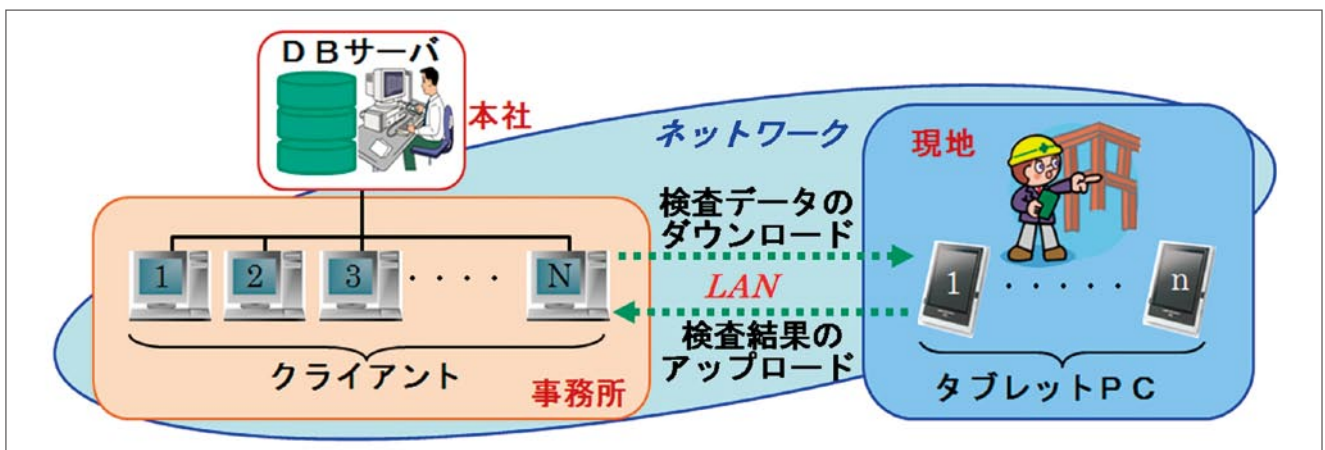 DBサーバ
本社
ネットワーク
現地
検査データの
ダウンロード
1 2 3 ・・・・ N
LAN
1 ・・・・・ n
検査結果の
アップロード
クライアント
事務所
タブレットPC